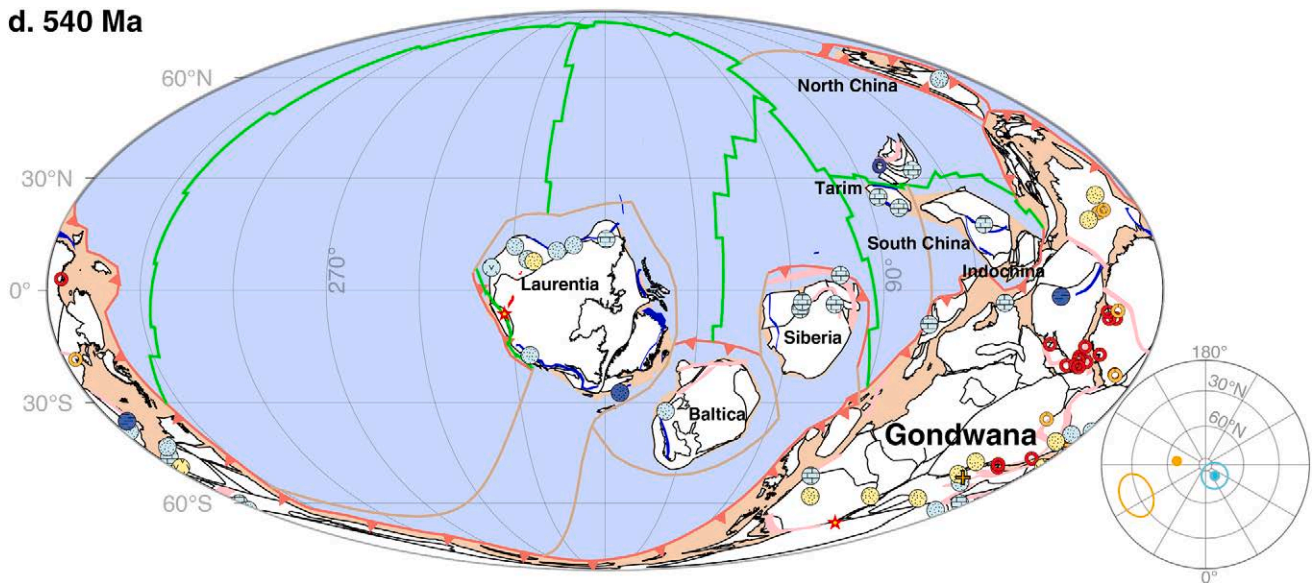 d. 540 Ma
60°N
North China
30°N
Tarim
South China
Indochina
270°
90°
0°
Laurentia
Siberia
30°S
Baltica
Gondwana
60°S
180°
30°N
60°N
0°